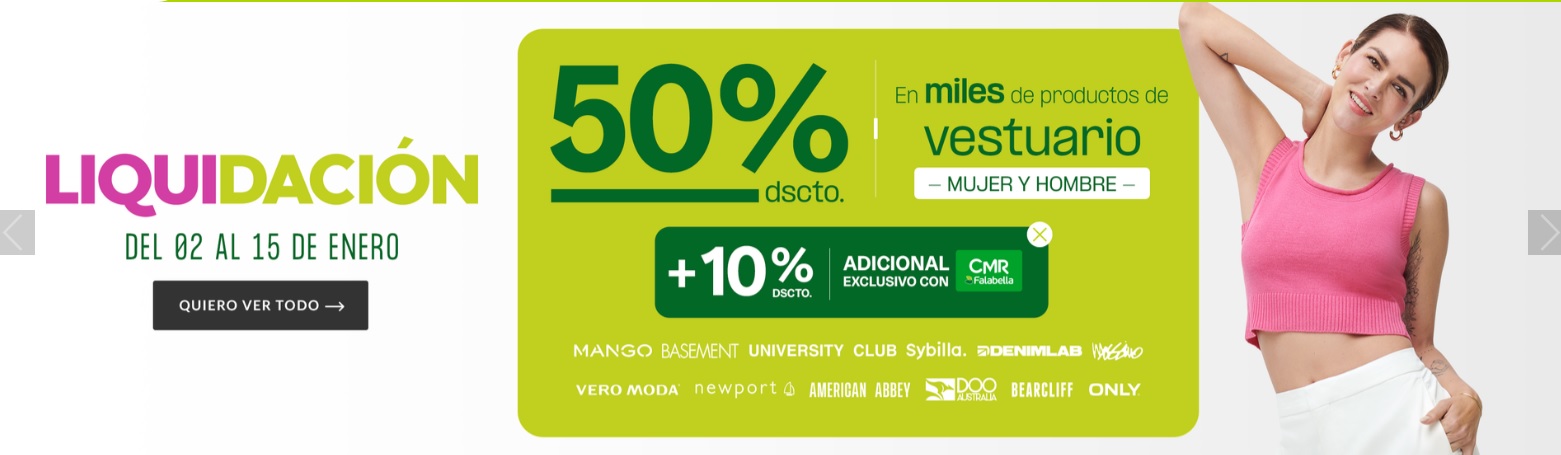 LIQUIDACIÓN
DEL 02 AL 15 DE ENERO
QUIERO VER TODO →
50%
dscto.
En miles de productos de
vestuario
– MUJER Y HOMBRE –
+10%
DSCTO.
ADICIONAL
EXCLUSIVO CON
CMR
Falabella
MANGO BASEMENT UNIVERSITY CLUB Sybilla. DENIMLAB MOSSIMO
VERO MODA newport AMERICAN ABBEY DOO AUSTRALIA BEARCLIFF ONLY